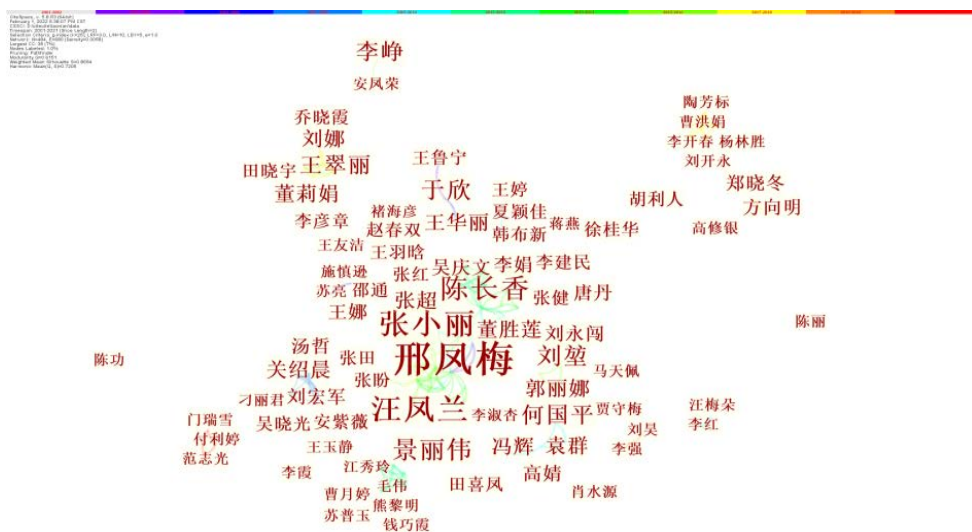 李峥
安凤荣
陶芳标
乔晓霞
曹洪娟
刘娜
李开春 杨林胜
王鲁宁
刘开永
田晓宇
王翠丽
于欣
王婷
郑晓冬
董莉娟
胡利人
方向明
褚海彦
夏颖佳
李彦章
赵春双
王华丽
韩布新
蒋燕
徐桂华
高修银
王友洁
王羽晗
施慎逊
张红
吴庆文
李娟
李建民
苏亮
邵通
张超
陈长香
张健
唐丹
王娜
张小丽
董胜莲
刘永闯
陈丽
汤哲
张田
邢凤梅
刘堃
陈功
关绍晨
张盼
马天佩
刁丽君
刘宏军
郭丽娜
门瑞雪
吴晓光
安紫薇
汪凤兰
李淑杏
何国平
贾守梅
汪梅朵
付利婷
刘昊
李红
王玉静
景丽伟
冯辉
袁群
李强
范志光
李霞
江秀玲
高婧
毛伟
田喜凤
曹月婷
肖水源
熊黎明
苏普玉
钱巧霞